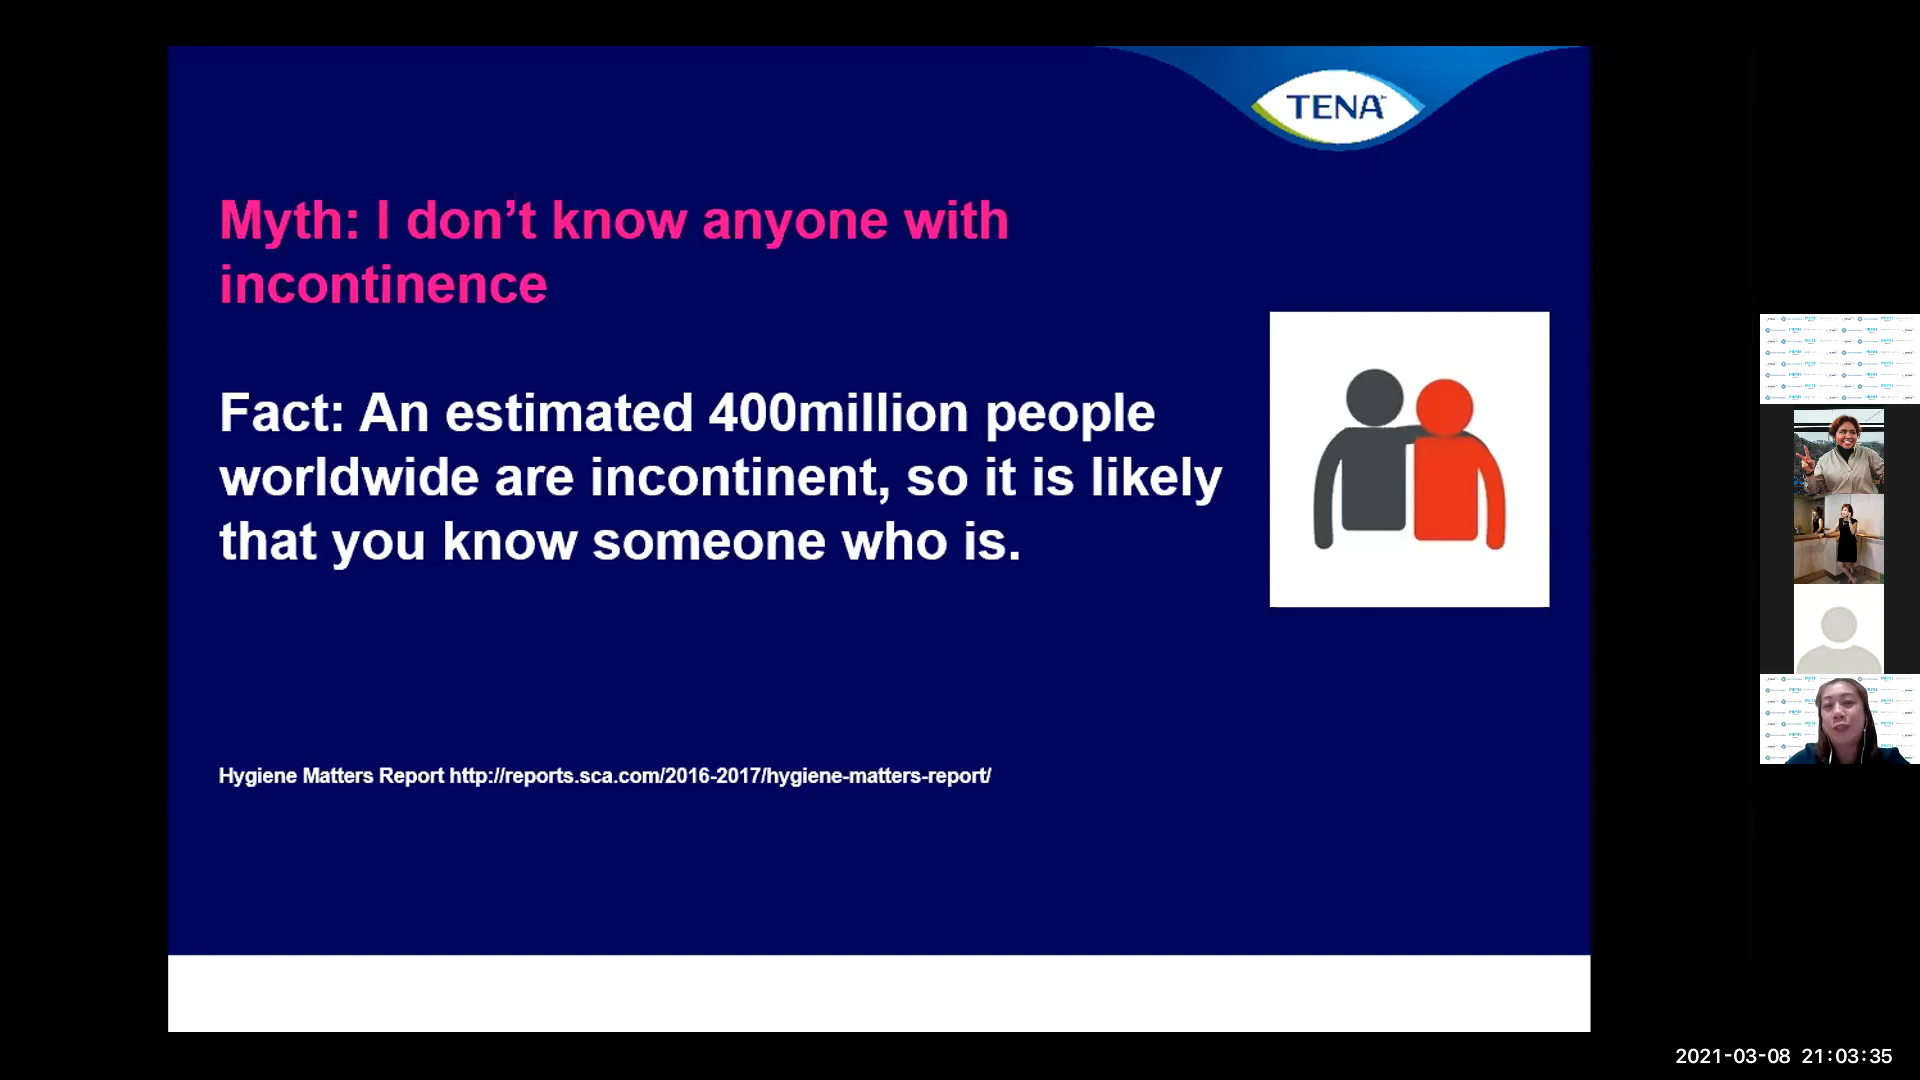 TENA
Myth: I don’t know anyone with
incontinence
Fact: An estimated 400million people
worldwide are incontinent, so it is likely
that you know someone who is.
Hygiene Matters Report http://reports.sca.com/2016-2017/hygiene-matters-report/
2021-03-08 21:03:35